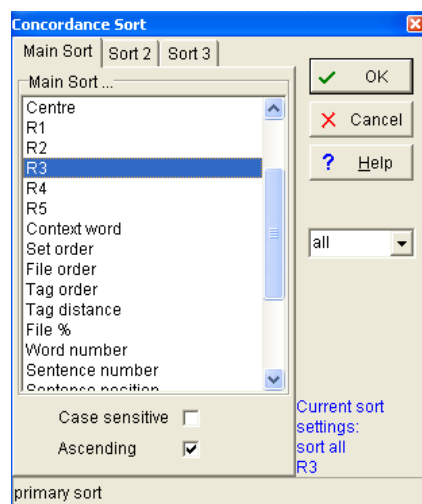 Concordance Sort
Main Sort Sort 2 Sort 3
Main Sort ...
Centre
R1
R2
R3
R4
R5
Context word
Set order
File order
Tag order
Tag distance
File %
Word number
Sentence number
Sentence position
Case sensitive
Ascending
OK
Cancel
? Help
all
Current sort
settings:
sort all
R3
primary sort